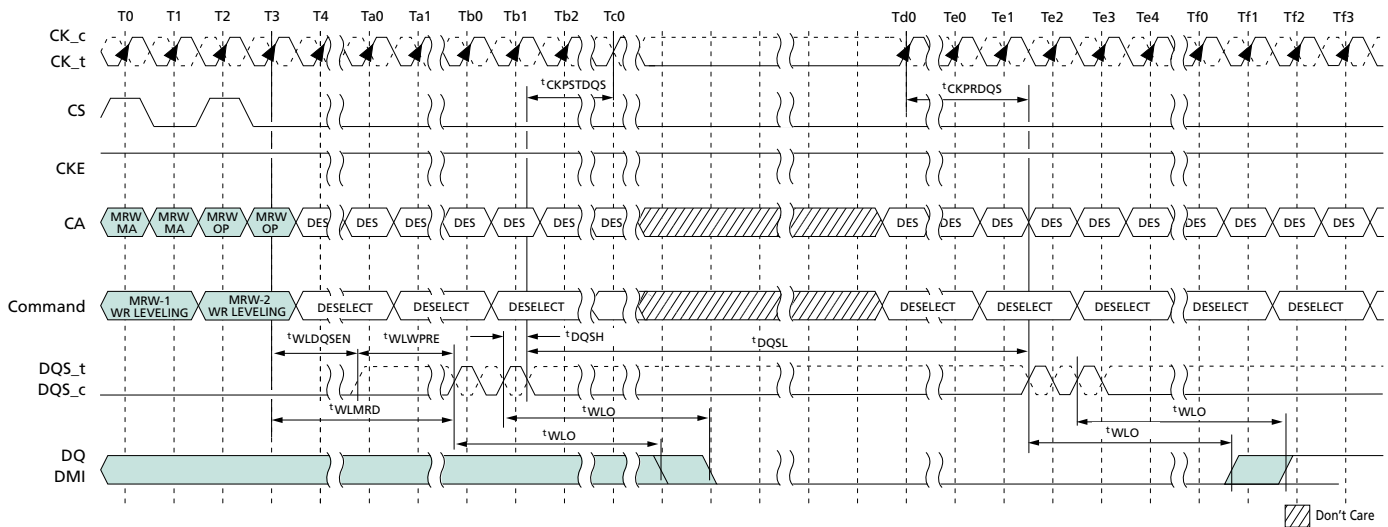 T0 T1 T2 T3 T4 Ta0 Ta1 Tb0 Tb1 Tb2 Tc0 Td0 Te0 Te1 Te2 Te3 Te4 Tf0 Tf1 Tf2 Tf3
CK_c
CK_t
tCKPSTDQS tCKPRDQS
CS
CKE
CA MRW MA MRW MA MRW OP MRW OP DES DES DES DES DES DES DES DES DES DES DES DES DES DES DES DES DES
Command MRW-1 WR LEVELING MRW-2 WR LEVELING DESELECT DESELECT DESELECT DESELECT DESELECT DESELECT DESELECT DESELECT
tWLDQSEN tWLWPRE tDQSH tDQSL
DQS_t
DQS_c
tWLMRD tWLO tWLO
tWLO tWLO
DQ
DMI
Don't Care